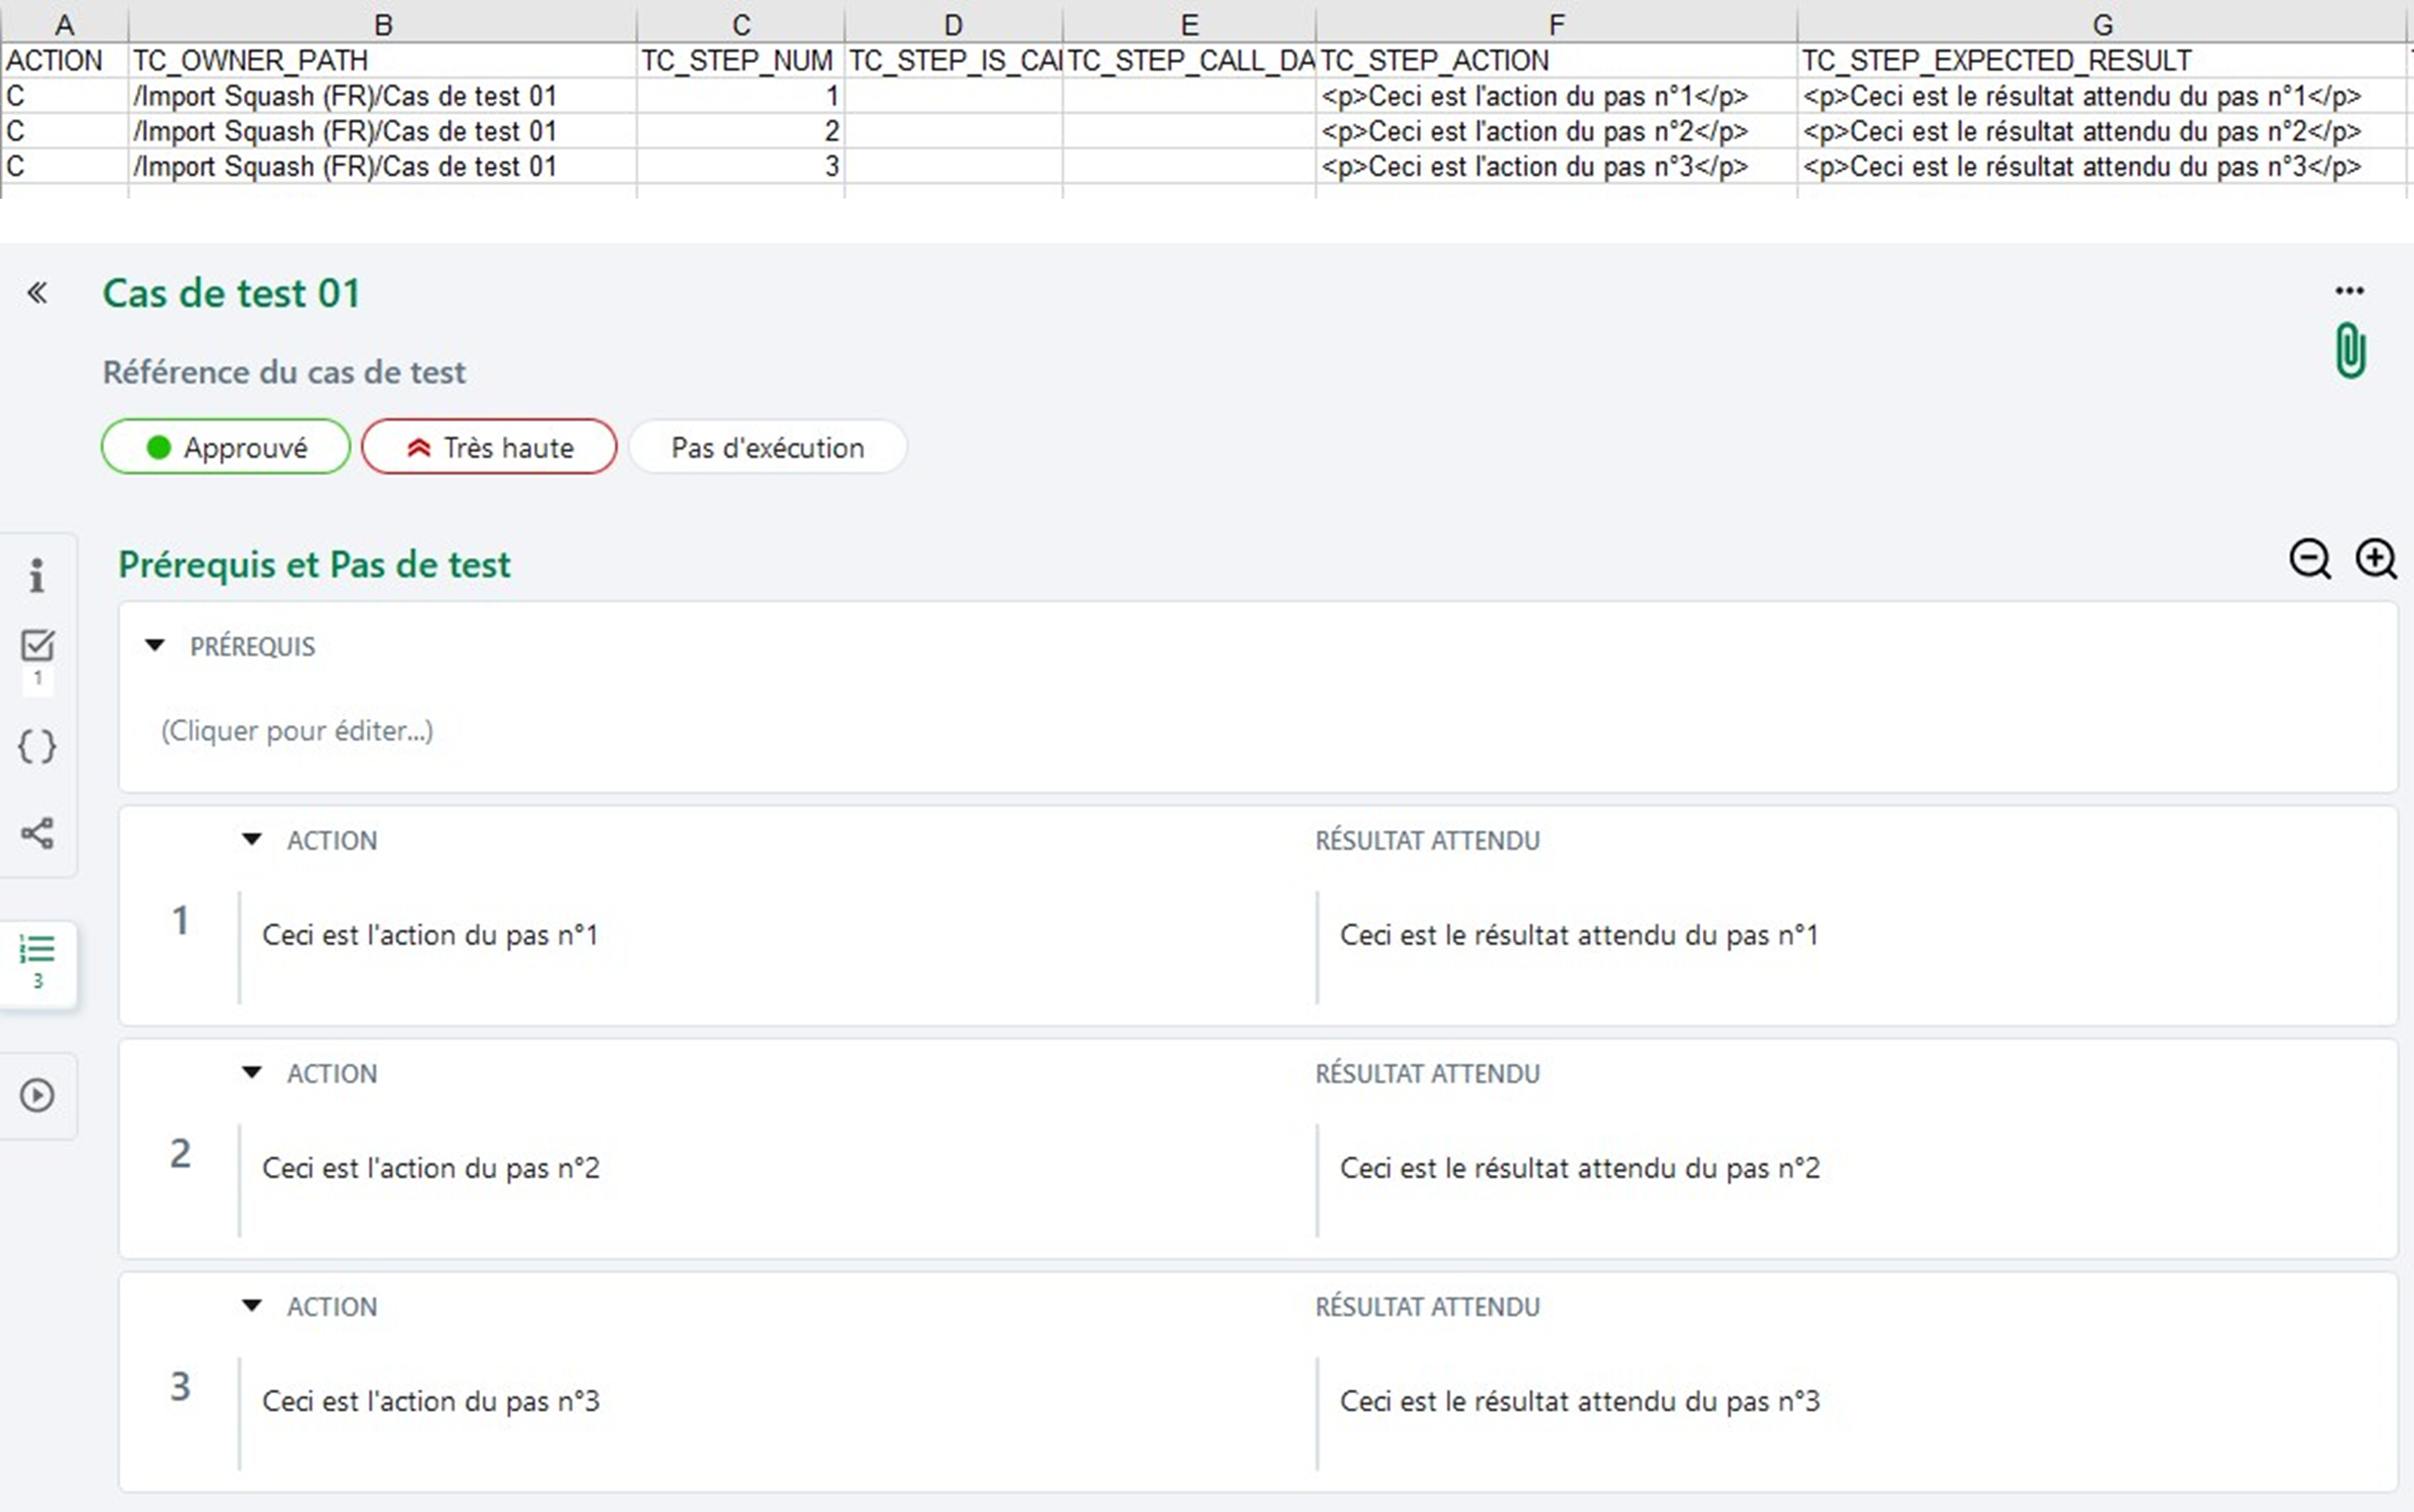 A B C D E F G
ACTION TC_OWNER_PATH TC_STEP_NUM TC_STEP_IS_CAI TC_STEP_CALL_DA TC_STEP_ACTION TC_STEP_EXPECTED_RESULT
C /Import Squash (FR)/Cas de test 01 1 <p>Ceci est l'action du pas n°1</p> <p>Ceci est le résultat attendu du pas n°1</p>
C /Import Squash (FR)/Cas de test 01 2 <p>Ceci est l'action du pas n°2</p> <p>Ceci est le résultat attendu du pas n°2</p>
C /Import Squash (FR)/Cas de test 01 3 <p>Ceci est l'action du pas n°3</p> <p>Ceci est le résultat attendu du pas n°3</p>
Cas de test 01
Référence du cas de test
Approuvé Très haute Pas d'exécution
Prérequis et Pas de test
PRÉREQUIS
1
(Cliquer pour éditer...)
ACTION RÉSULTAT ATTENDU
1 Ceci est l'action du pas n°1 Ceci est le résultat attendu du pas n°1
3
ACTION RÉSULTAT ATTENDU
2 Ceci est l'action du pas n°2 Ceci est le résultat attendu du pas n°2
ACTION RÉSULTAT ATTENDU
3 Ceci est l'action du pas n°3 Ceci est le résultat attendu du pas n°3